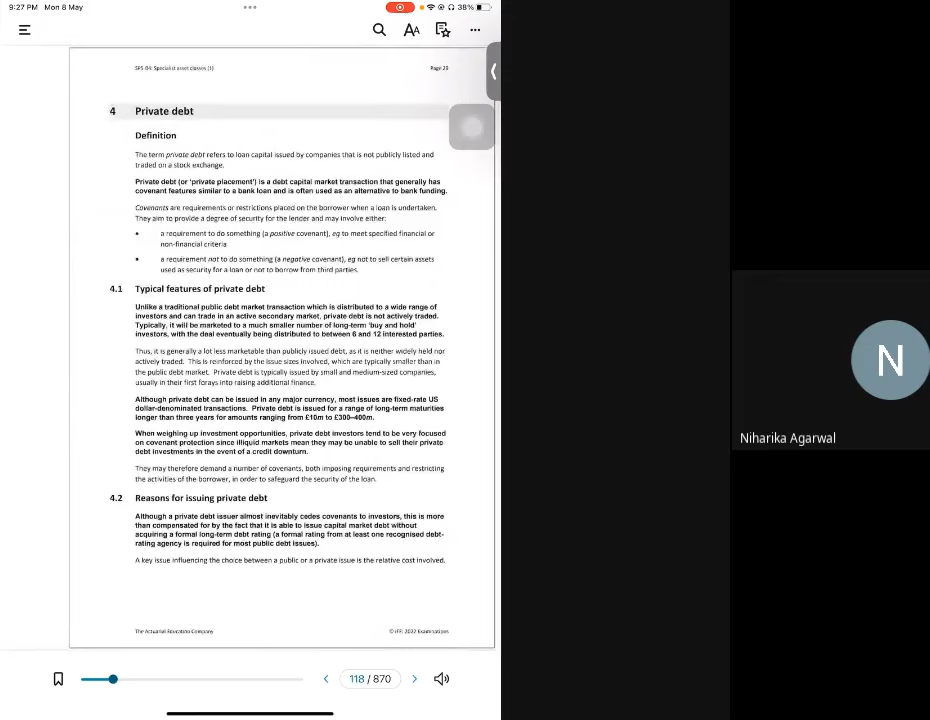 9:27 PM Mon 8 May
38%
AA
SP5-04: Specialist asset classes (1) Page 29
4 Private debt
Definition
The term private debt refers to loan capital issued by companies that is not publicly listed and
traded on a stock exchange.
Private debt (or 'private placement') is a debt capital market transaction that generally has
covenant features similar to a bank loan and is often used as an alternative to bank funding.
Covenants are requirements or restrictions placed on the borrower when a loan is undertaken.
They aim to provide a degree of security for the lender and may involve either:
• a requirement to do something (a positive covenant), eg to meet specified financial or
non-financial criteria
• a requirement not to do something (a negative covenant), eg not to sell certain assets
used as security for a loan or not to borrow from third parties.
4.1 Typical features of private debt
Unlike a traditional public debt market transaction which is distributed to a wide range of
investors and can trade in an active secondary market, private debt is not actively traded.
Typically, it will be marketed to a much smaller number of long-term 'buy and hold'
investors, with the deal eventually being distributed to between 6 and 12 interested parties.
Thus, it is generally a lot less marketable than publicly issued debt, as it is neither widely held nor
actively traded. This is reinforced by the issue sizes involved, which are typically smaller than in
the public debt market. Private debt is typically issued by small and medium-sized companies,
usually in their first forays into raising additional finance.
Although private debt can be issued in any major currency, most issues are fixed-rate US
dollar-denominated transactions. Private debt is issued for a range of long-term maturities
longer than three years for amounts ranging from £10m to £300–400m.
When weighing up investment opportunities, private debt investors tend to be very focused
on covenant protection since illiquid markets mean they may be unable to sell their private
debt investments in the event of a credit downturn.
They may therefore demand a number of covenants, both imposing requirements and restricting
the activities of the borrower, in order to safeguard the security of the loan.
4.2 Reasons for issuing private debt
Although a private debt issuer almost inevitably cedes covenants to investors, this is more
than compensated for by the fact that it is able to issue capital market debt without
acquiring a formal long-term debt rating (a formal rating from at least one recognised debt-
rating agency is required for most public debt issues).
A key issue influencing the choice between a public or a private issue is the relative cost involved.
The Actuarial Education Company © IFE: 2022 Examinations
118 / 870
N
Niharika Agarwal